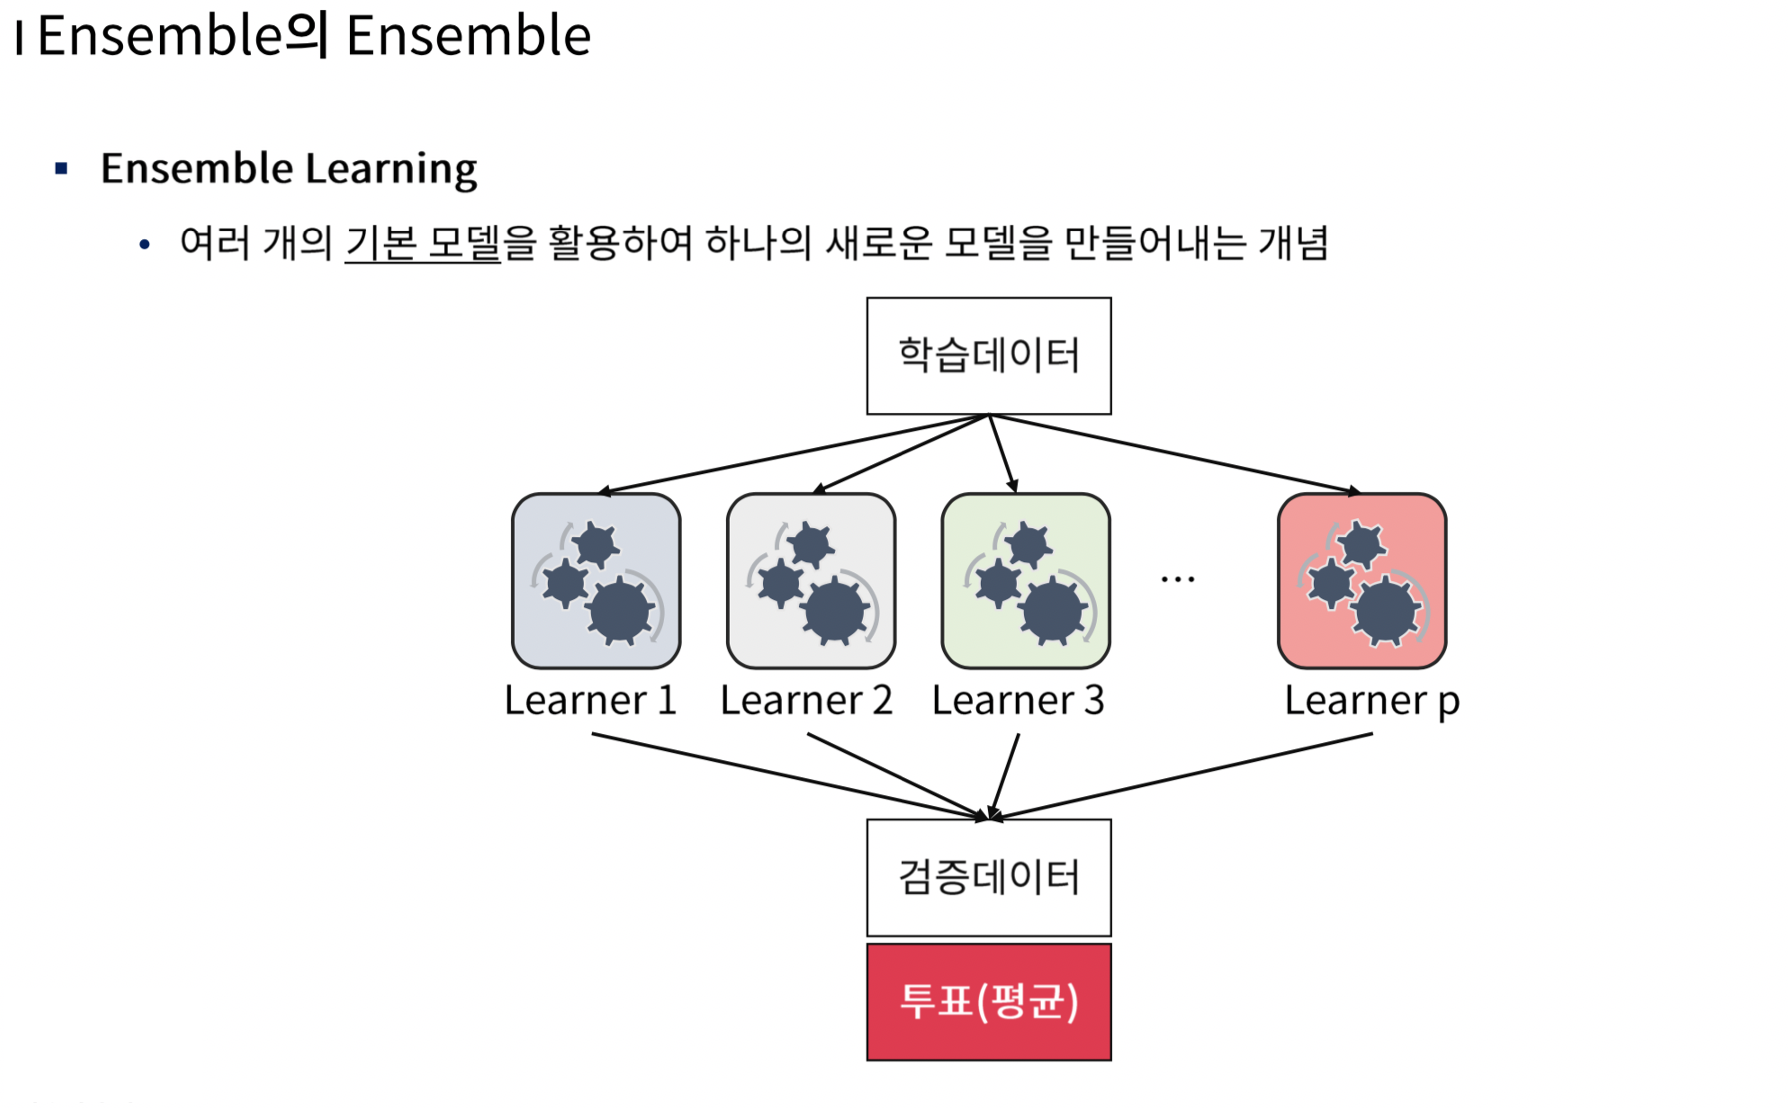 Ensemble의 Ensemble
▪ Ensemble Learning
• 여러 개의 기본 모델을 활용하여 하나의 새로운 모델을 만들어내는 개념
학습데이터
...
Learner 1 Learner 2 Learner 3 Learner p
검증데이터
투표(평균)